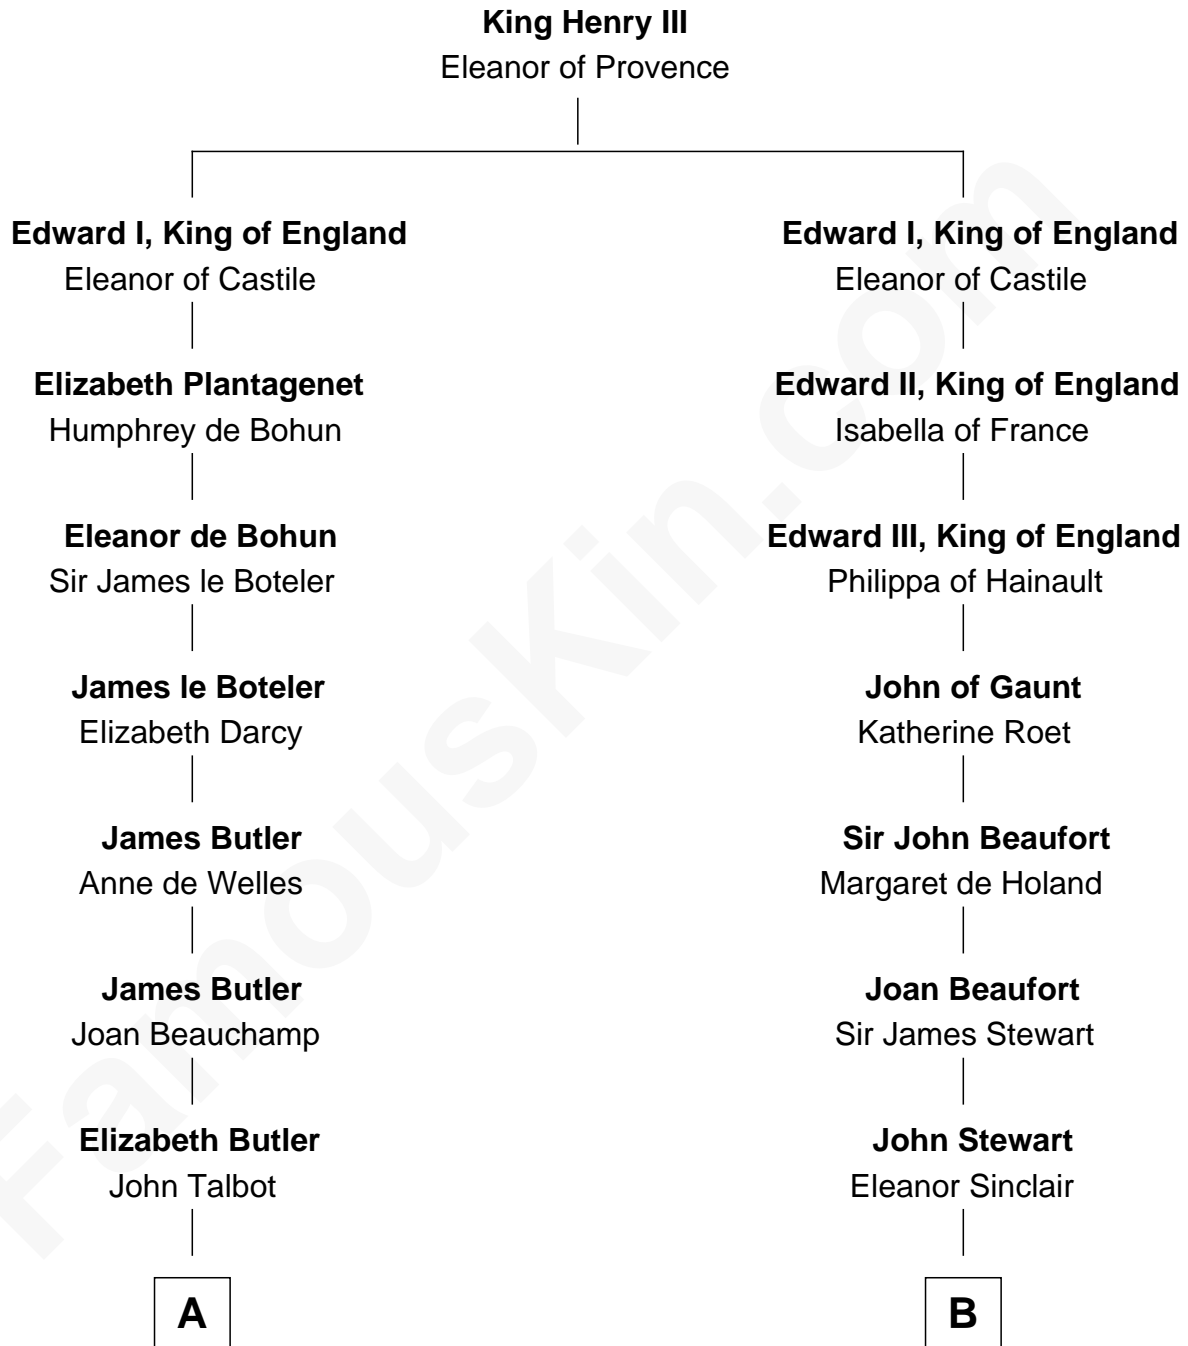 King Henry III
Eleanor of Provence
Edward I, King of England
Eleanor of Castile
Edward I, King of England
Eleanor of Castile
Elizabeth Plantagenet
Humphrey de Bohun
Edward II, King of England
Isabella of France
Eleanor de Bohun
Sir James le Boteler
Edward III, King of England
Philippa of Hainault
James le Boteler
Elizabeth Darcy
John of Gaunt
Katherine Roet
James Butler
Anne de Welles
Sir John Beaufort
Margaret de Holand
James Butler
Joan Beauchamp
Joan Beaufort
Sir James Stewart
Elizabeth Butler
John Talbot
John Stewart
Eleanor Sinclair
A
B
FamousKin.com